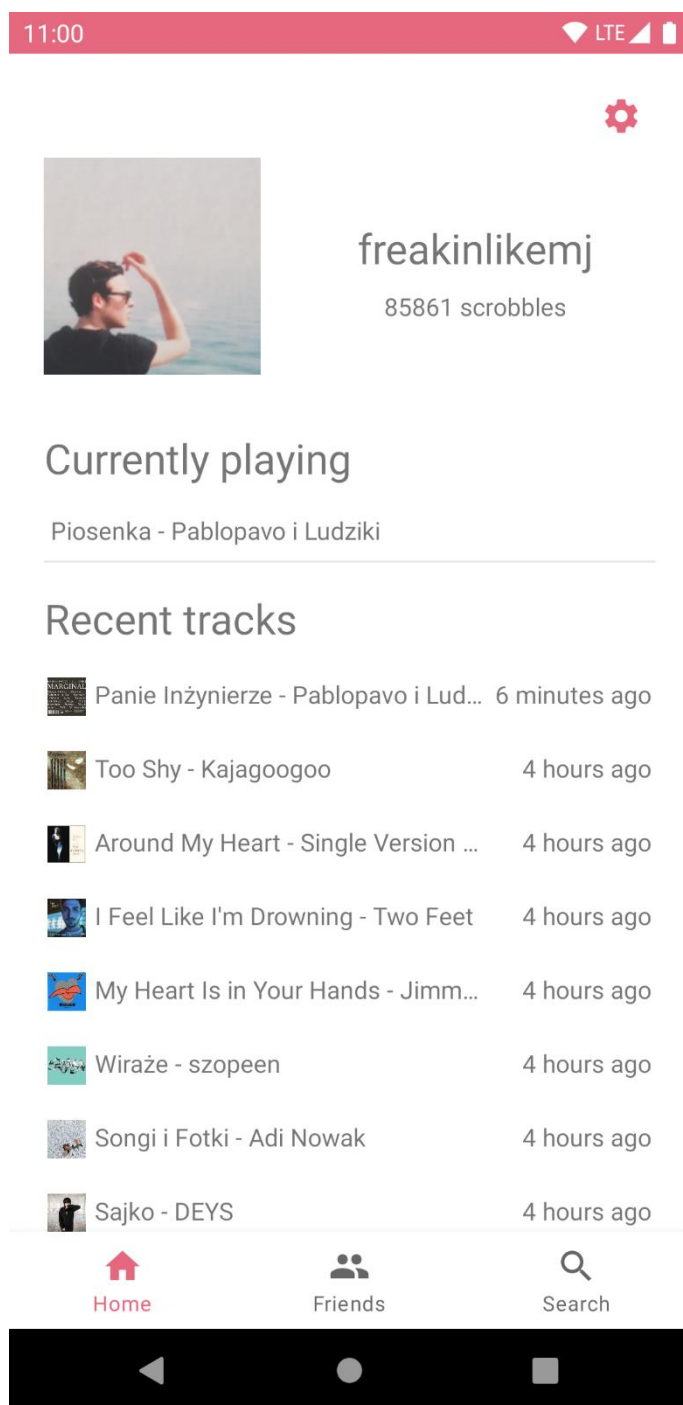 11:00 LTE
freakinlikemj
85861 scrobbles
Currently playing
Piosenka - Pablopavo i Ludziki
Recent tracks
MARGINAL
Panie Inżynierze - Pablopavo i Lud... 6 minutes ago
Too Shy - Kajagoogoo 4 hours ago
Around My Heart - Single Version ... 4 hours ago
I Feel Like I'm Drowning - Two Feet 4 hours ago
My Heart Is in Your Hands - Jimm... 4 hours ago
Wiraże - szopeen 4 hours ago
Songi i Fotki - Adi Nowak 4 hours ago
Sajko - DEYS 4 hours ago
Home Friends Search